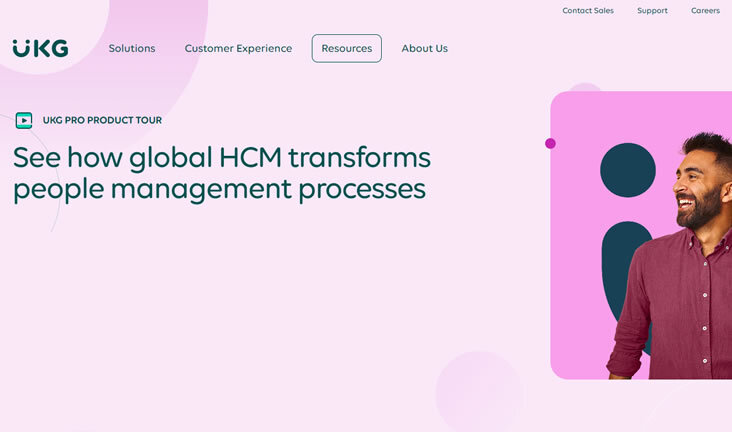 Contact Sales Support Careers
UKG Solutions Customer Experience Resources About Us
UKG PRO PRODUCT TOUR
See how global HCM transforms
people management processes